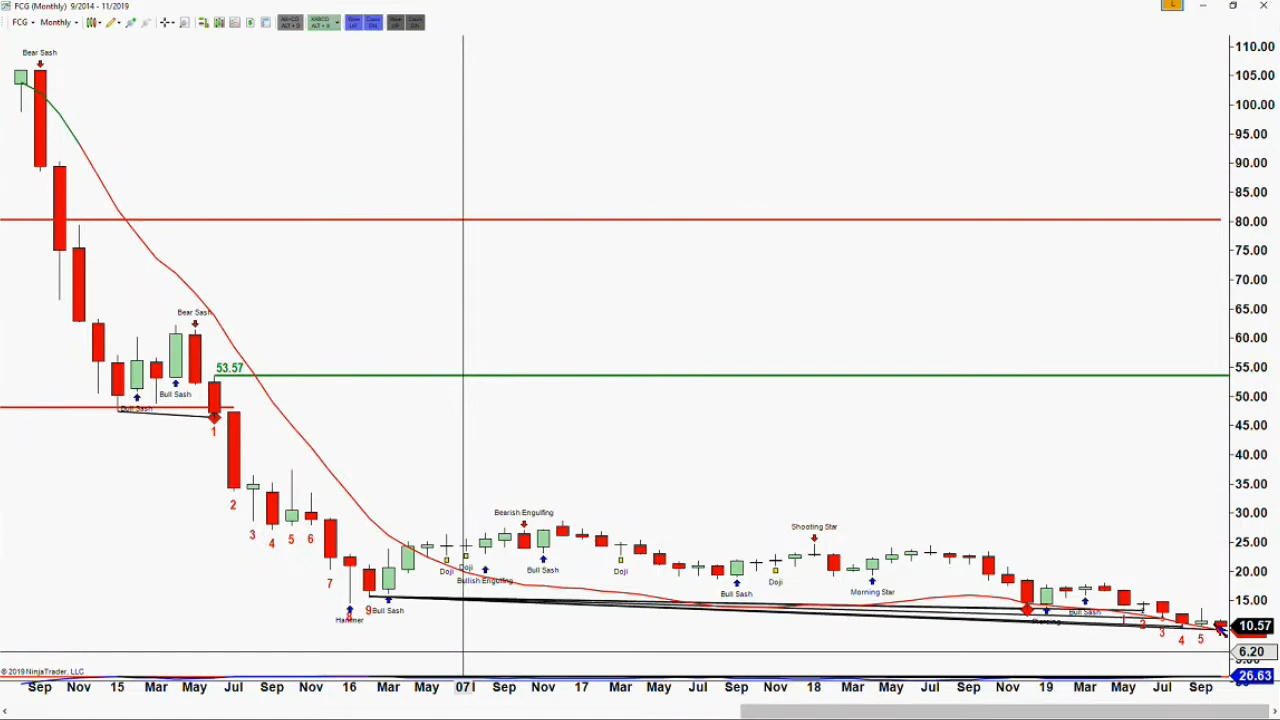 FCG (Monthly) 9/2014 - 11/2019
FCG Monthly
AB=CD ALT + D
XABCD ALT + X
110.00
105.00
100.00
95.00
90.00
85.00
80.00
75.00
70.00
65.00
60.00
55.00
50.00
45.00
40.00
35.00
30.00
25.00
20.00
15.00
10.57
6.20
26.63
Bear Sash
Bear Sash
53.57
Bull Sash
Bull Sash
1
2
3
4
5
6
7
9
Hammer
Bull Sash
Doji
Doji
Bullish Engulfing
Bearish Engulfing
Bull Sash
Doji
Bull Sash
Doji
Shooting Star
Morning Star
Bull Sash
1
2
3
4
5
© 2019 NinjaTrader, LLC
Sep Nov 15 Mar May Jul Sep Nov 16 Mar May 07 Sep Nov 17 Mar May Jul Sep Nov 18 Mar May Jul Sep Nov 19 Mar May Jul Sep